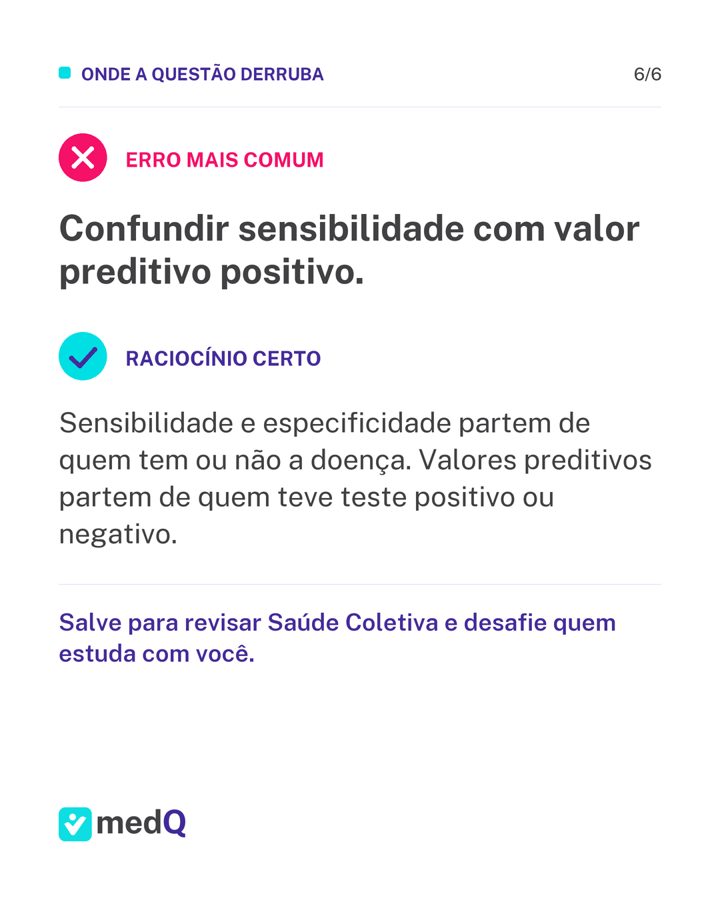 ONDE A QUESTÃO DERRUBA
6/6
ERRO MAIS COMUM
Confundir sensibilidade com valor
preditivo positivo.
RACIOCÍNIO CERTO
Sensibilidade e especificidade partem de
quem tem ou não a doença. Valores preditivos
partem de quem teve teste positivo ou
negativo.
Salve para revisar Saúde Coletiva e desafie quem
estuda com você.
medQ